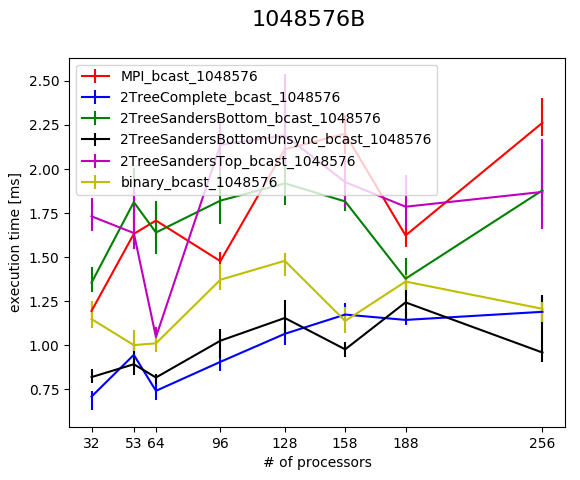 1048576B
MPI_bcast_1048576
2TreeComplete_bcast_1048576
2TreeSandersBottom_bcast_1048576
2TreeSandersBottomUnsync_bcast_1048576
2TreeSandersTop_bcast_1048576
binary_bcast_1048576
execution time [ms]
2.50
2.25
2.00
1.75
1.50
1.25
1.00
0.75
32 53 64 96 128 158 188 256
# of processors